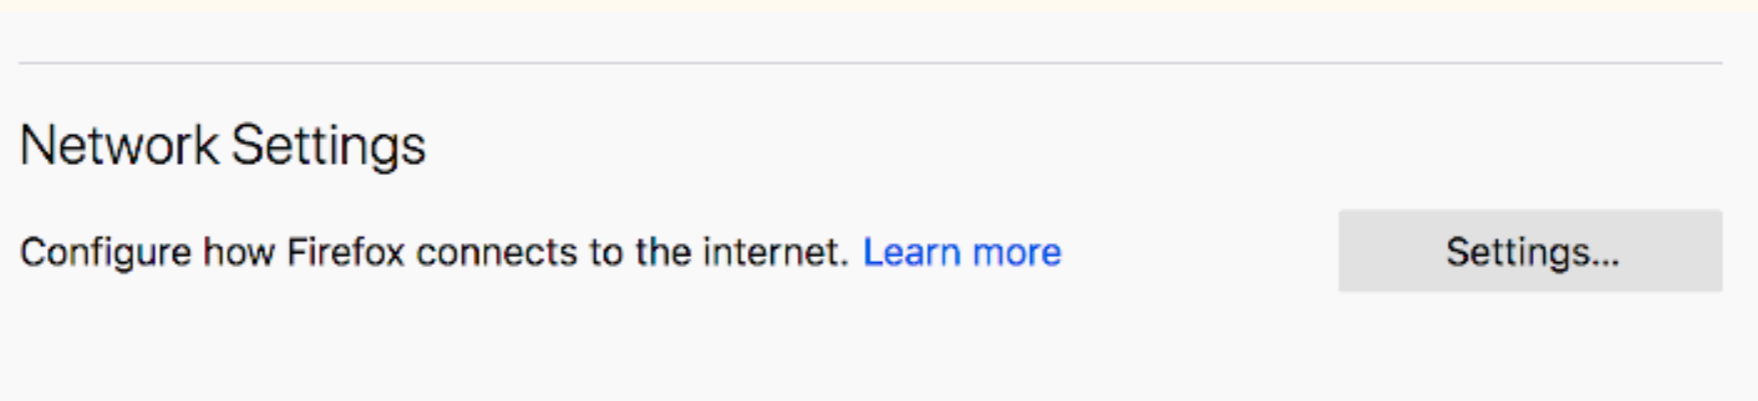 Network Settings
Configure how Firefox connects to the internet. Learn more
Settings...